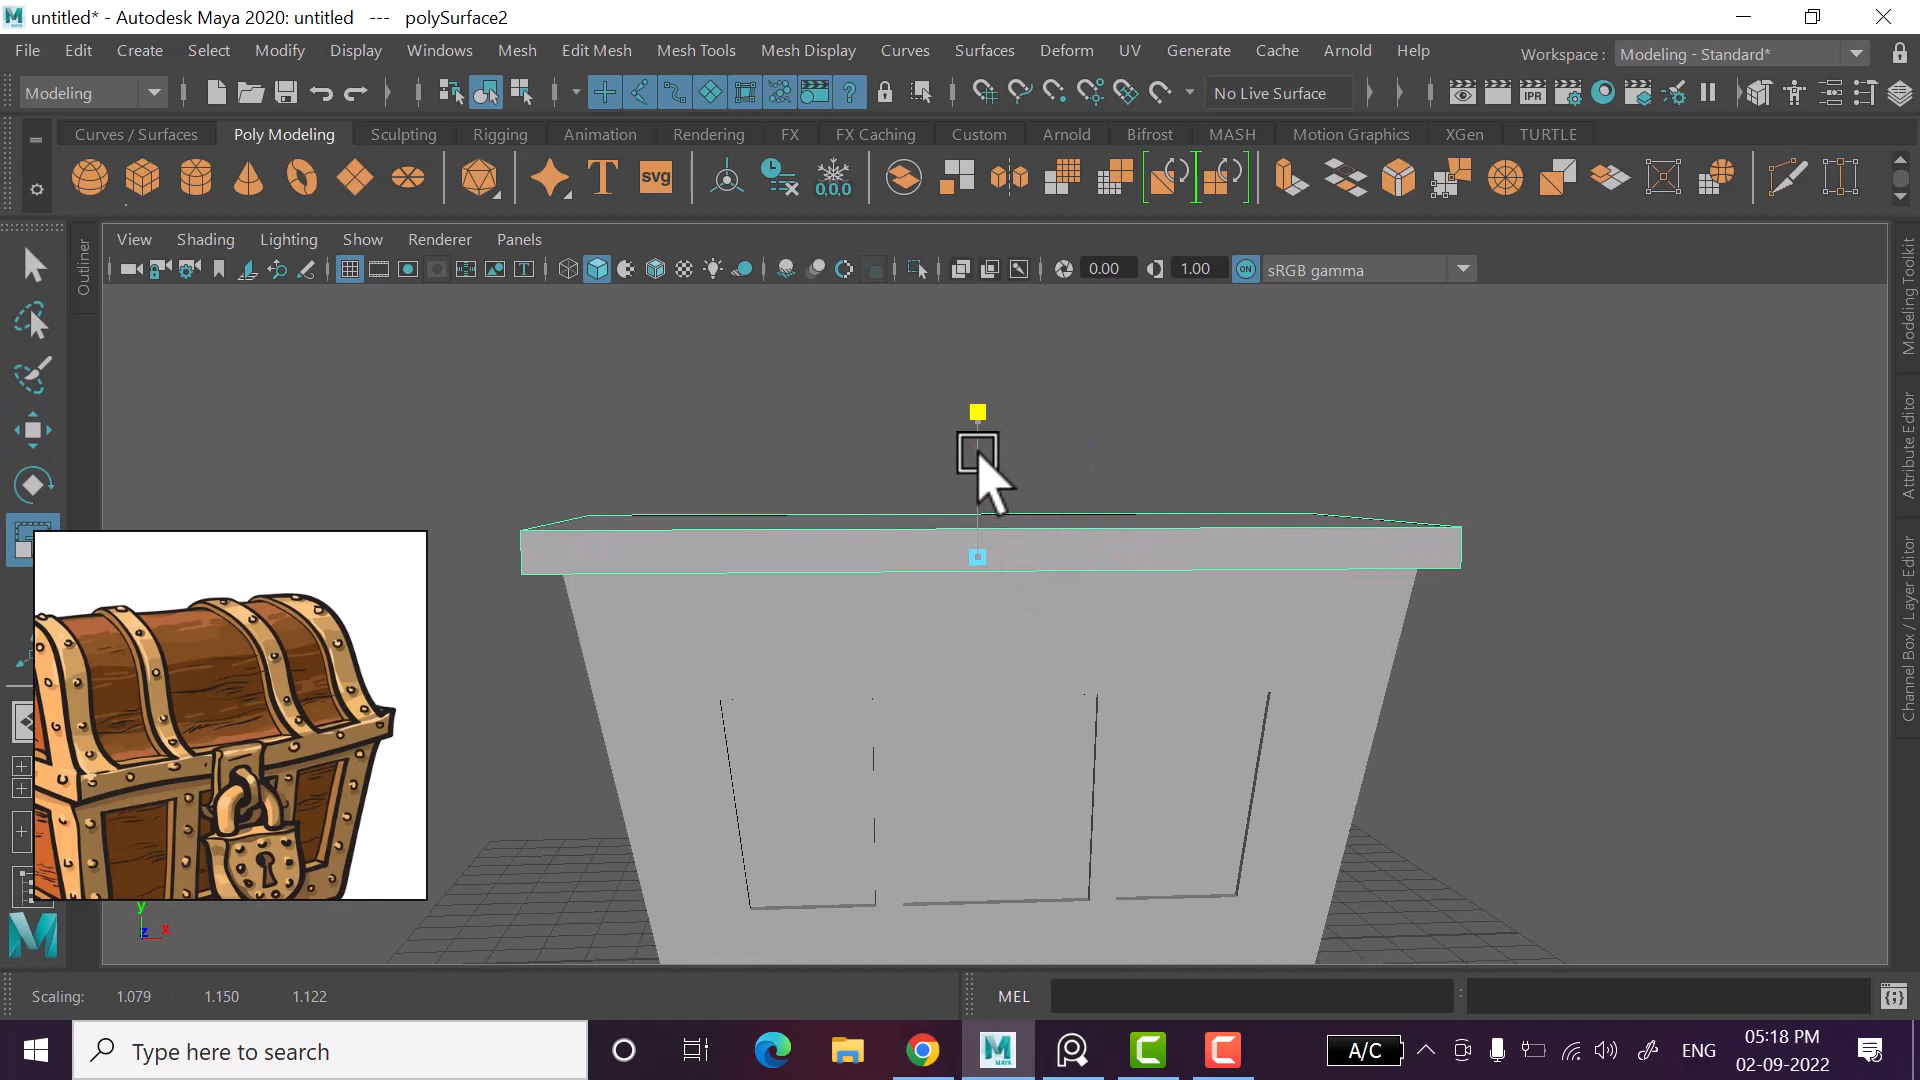 untitled* - Autodesk Maya 2020: untitled   ---   polySurface2
File Edit Create Select Modify Display Windows Mesh Edit Mesh Mesh Tools Mesh Display Curves Surfaces Deform UV Generate Cache Arnold Help Workspace : Modeling - Standard*
Modeling No Live Surface IPR
Curves / Surfaces Poly Modeling Sculpting Rigging Animation Rendering FX FX Caching Custom Arnold Bifrost MASH Motion Graphics XGen TURTLE
T svg 0,0,0
View Shading Lighting Show Renderer Panels
0.00 1.00 ON sRGB gamma
Outliner
Modeling Toolkit
Attribute Editor
Channel Box / Layer Editor
y
z x
Scaling: 1.079 1.150 1.122 MEL
Type here to search A/C ENG 05:18 PM
02-09-2022